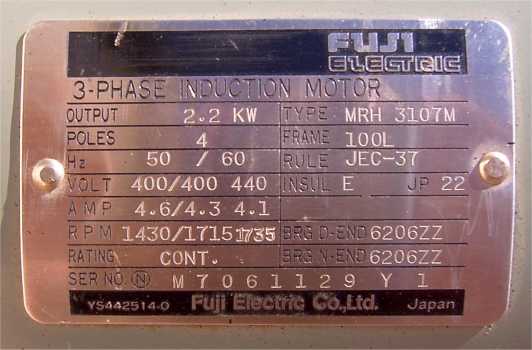 FUJI
ELECTRIC
3-PHASE INDUCTION MOTOR
OUTPUT 2.2 KW TYPE MRH 3107M
POLES 4 FRAME 100L
Hz 50 / 60 RULE JEC-37
VOLT 400/400 440 INSUL E JP 22
AMP 4.6/4.3 4.1
RPM 1430/1715 1735 BRG D-END 6206ZZ
RATING CONT. BRG N-END 6206ZZ
SER NO. N M7061129Y1
YS442514-0 Fuji Electric Co., Ltd. Japan